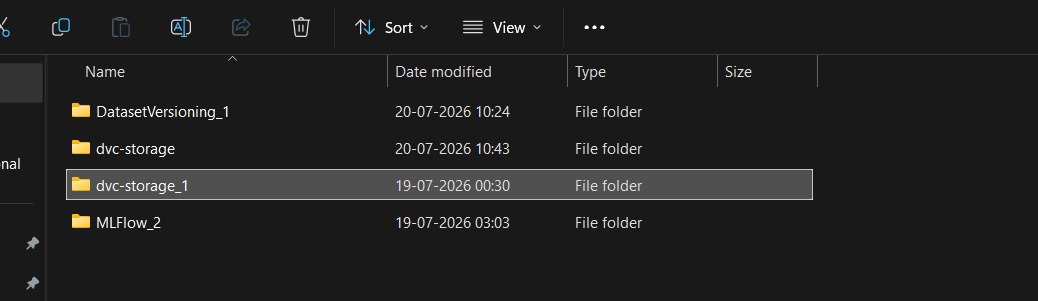 Sort View
Name Date modified Type Size
DatasetVersioning_1 20-07-2026 10:24 File folder
dvc-storage 20-07-2026 10:43 File folder
nal
dvc-storage_1 19-07-2026 00:30 File folder
MLFlow_2 19-07-2026 03:03 File folder